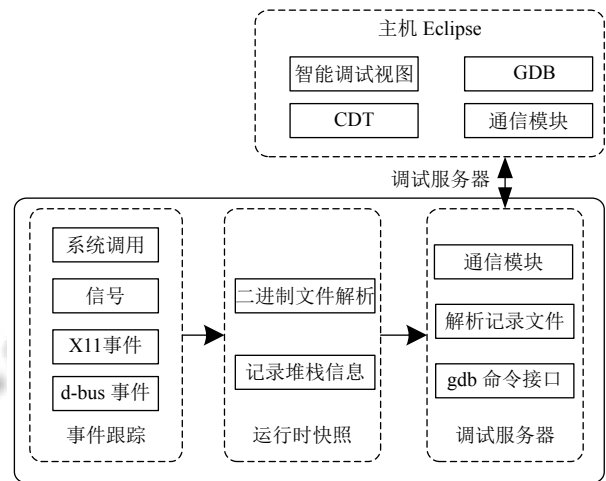 主机 Eclipse
智能调试视图
GDB
CDT
通信模块
调试服务器
系统调用
信号
X11事件
d-bus 事件
事件跟踪
二进制文件解析
记录堆栈信息
运行时快照
通信模块
解析记录文件
gdb 命令接口
调试服务器